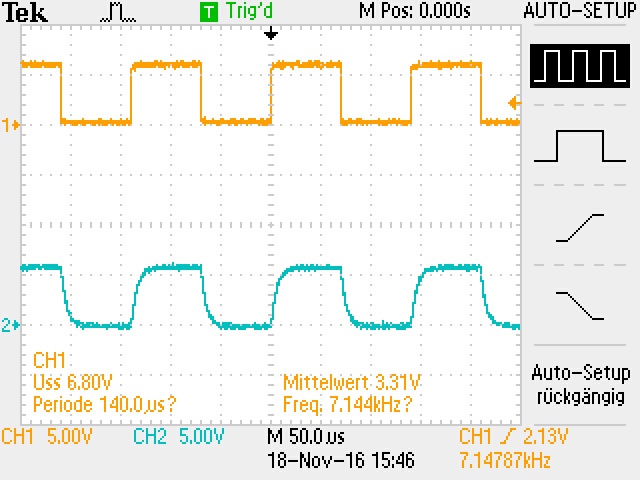 Tek T Trig'd M Pos: 0.000s AUTO-SETUP
1
2
CH1
Uss 6.80V Mittelwert 3.31V
Periode 140.0µs? Freq: 7.144kHz?
Auto-Setup
rückgängig
CH1 5.00V CH2 5.00V M 50.0µs CH1 2.13V
18-Nov-16 15:46 7.14787kHz